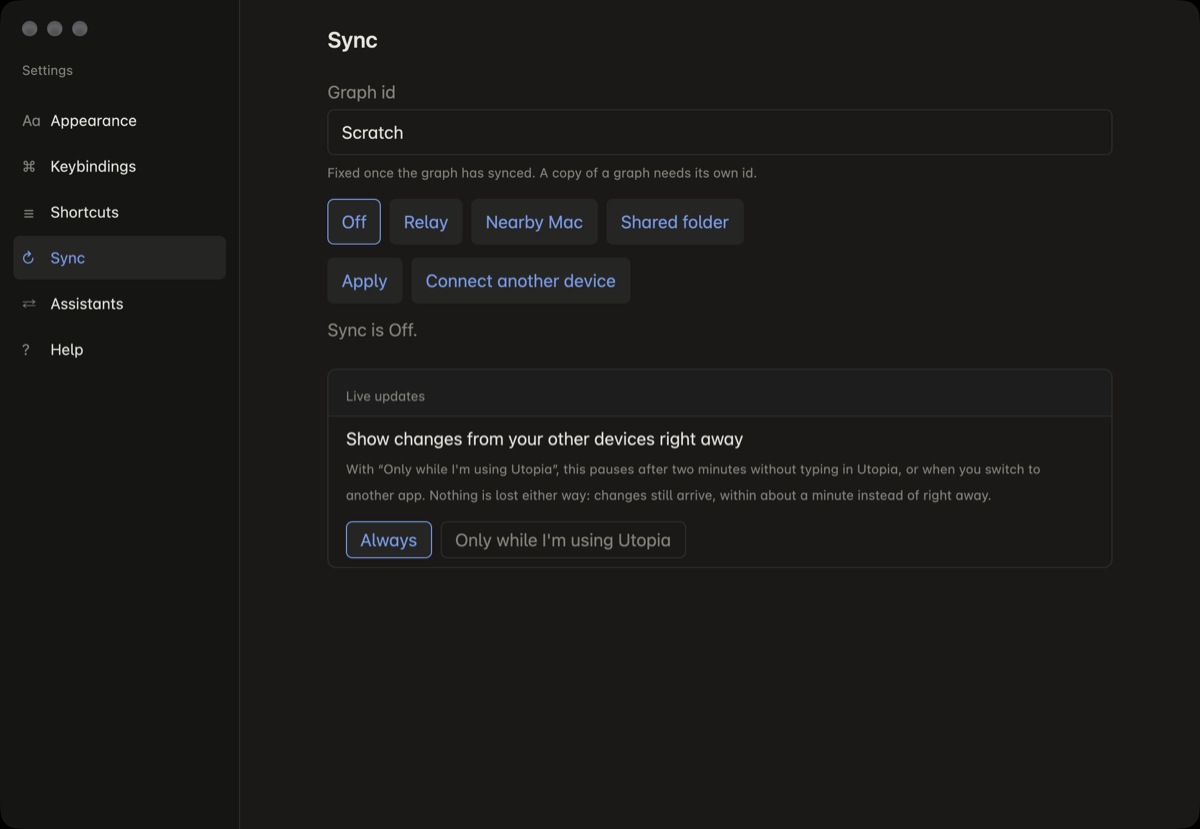 Settings
Aa Appearance
⌘ Keybindings
Shortcuts
Sync
Assistants
? Help
Sync
Graph id
Scratch
Fixed once the graph has synced. A copy of a graph needs its own id.
Off Relay Nearby Mac Shared folder
Apply Connect another device
Sync is Off.
Live updates
Show changes from your other devices right away
With “Only while I'm using Utopia”, this pauses after two minutes without typing in Utopia, or when you switch to
another app. Nothing is lost either way: changes still arrive, within about a minute instead of right away.
Always Only while I'm using Utopia